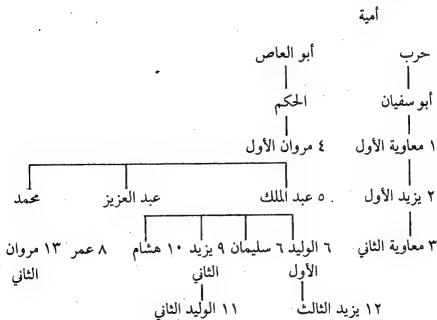 أمية
حرب أبو العاص
أبو سفيان الحكم
١ معاوية الأول ٤ مروان الأول
٢ يزيد الأول ٥ عبد الملك عبد العزيز محمد
٣ معاوية الثاني ٦ الوليد ٦ سليمان ٩ يزيد ١٠ هشام ٨ عمر ١٣ مروان
الأول الثاني الثاني
١٢ يزيد الثالث ١١ الوليد الثاني